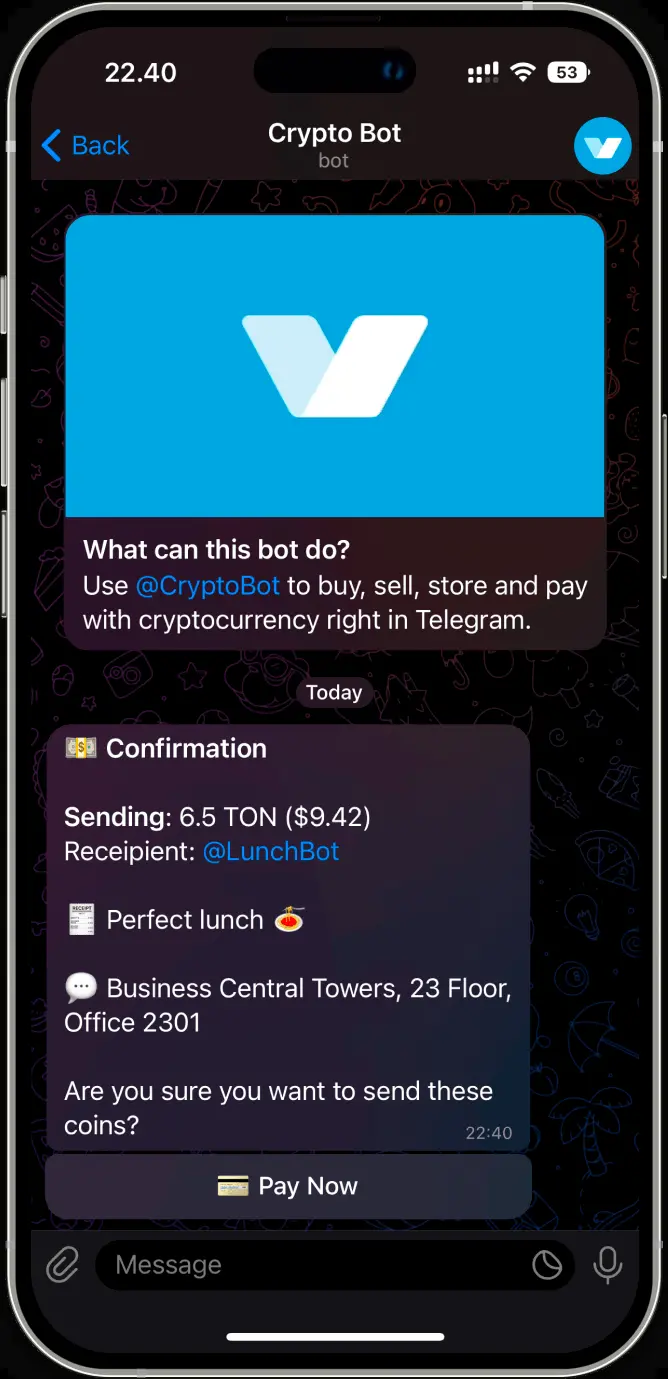 22.40
53
Back
Crypto Bot
bot
What can this bot do?
Use @CryptoBot to buy, sell, store and pay
with cryptocurrency right in Telegram.
Today
💵 Confirmation
Sending: 6.5 TON ($9.42)
Receipient: @LunchBot
🧾 Perfect lunch 🍝
💬 Business Central Towers, 23 Floor,
Office 2301
Are you sure you want to send these
coins?
22:40
💳 Pay Now
Message